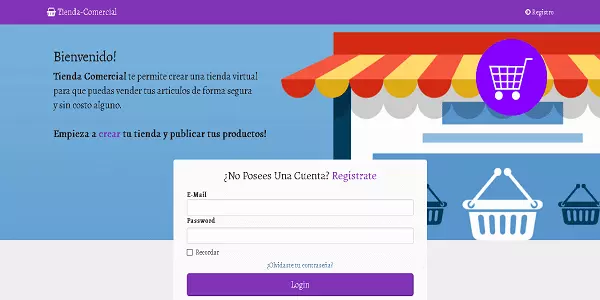 Tienda-Comercial
Registro
Bienvenido!
Tienda Comercial te permite crear una tienda virtual
para que puedas vender tus articulos de forma segura
y sin costo alguno.
Empieza a crear tu tienda y publicar tus productos!
¿No Posees Una Cuenta? Registrate
E-Mail
Password
Recordar
¿Olvidaste tu contraseña?
Login